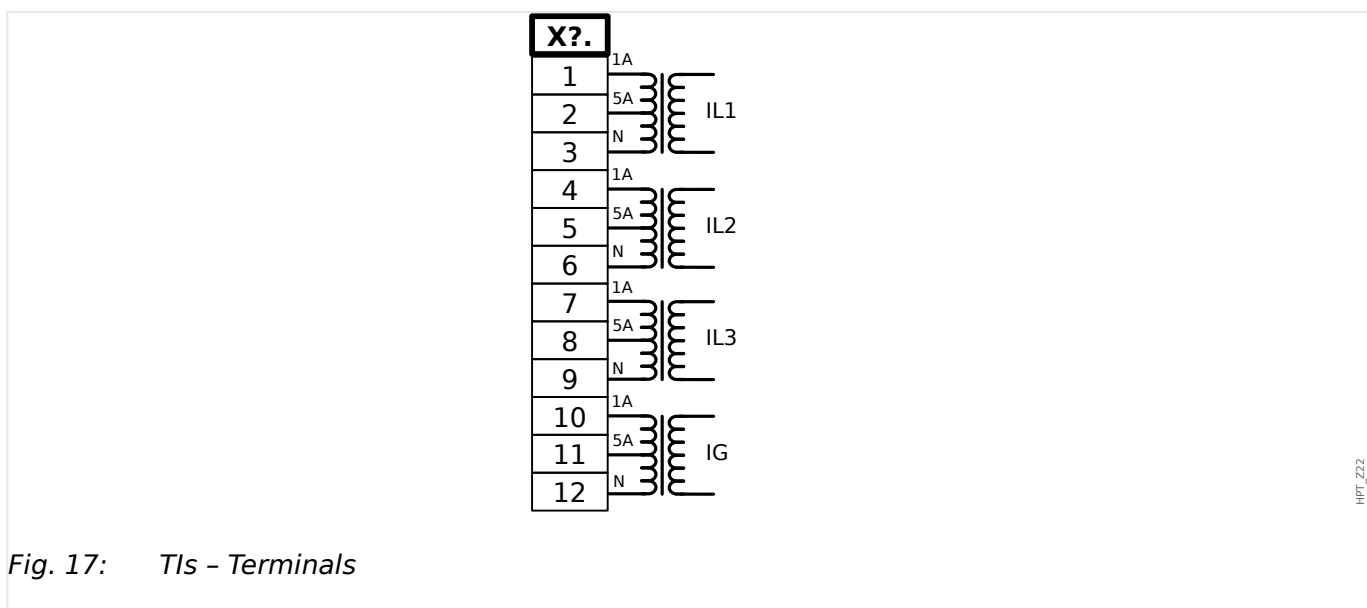 X?.
1
1A
2
5A
IL1
3
N
4
1A
5
5A
IL2
6
N
7
1A
8
5A
IL3
9
N
10
1A
11
5A
IG
12
N
HPT_Z22
Fig. 17: TIs – Terminals